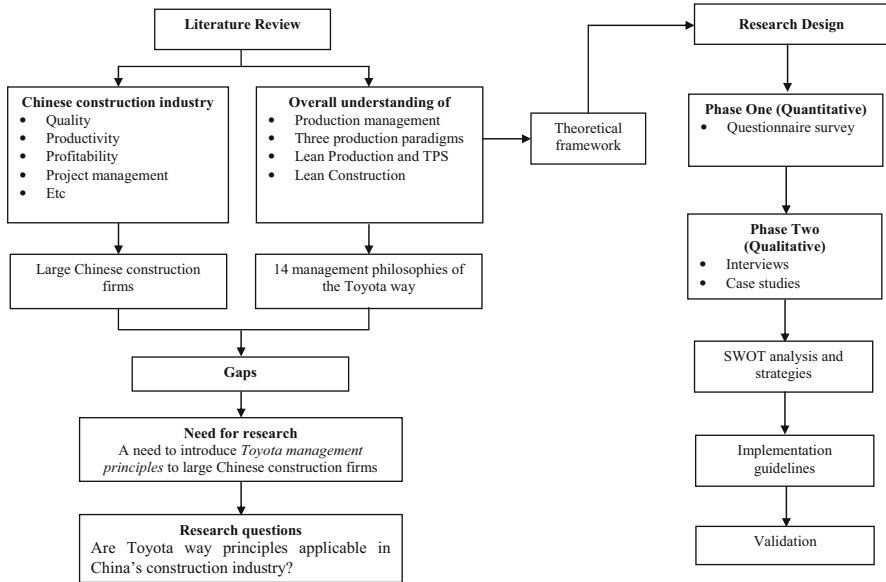 Literature Review
Chinese construction industry
• Quality
• Productivity
• Profitability
• Project management
• Etc
Overall understanding of
• Production management
• Three production paradigms
• Lean Production and TPS
• Lean Construction
Theoretical
framework
Large Chinese construction
firms
14 management philosophies of
the Toyota way
Gaps
Need for research
A need to introduce Toyota management
principles to large Chinese construction firms
Research questions
Are Toyota way principles applicable in
China's construction industry?
Research Design
Phase One (Quantitative)
• Questionnaire survey
Phase Two
(Qualitative)
• Interviews
• Case studies
SWOT analysis and
strategies
Implementation
guidelines
Validation